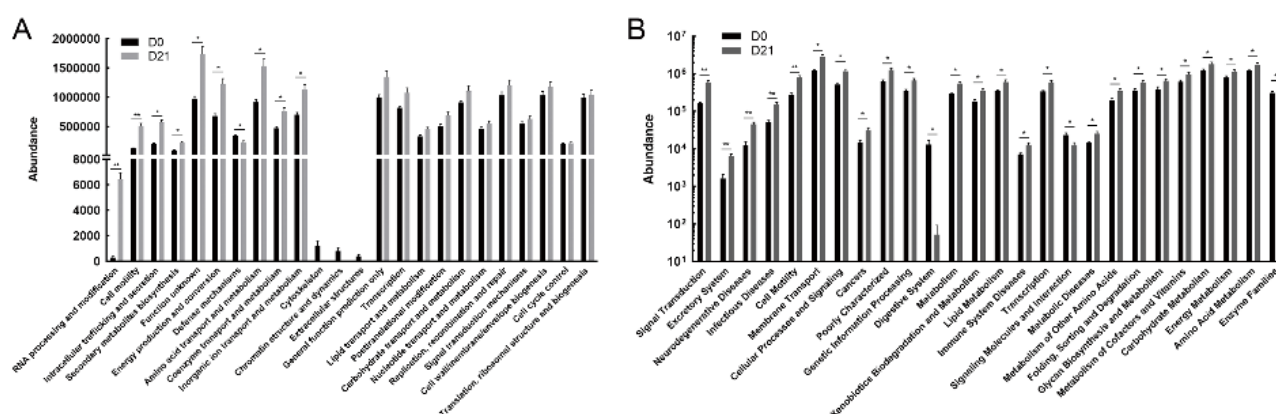 A
D0
D21
Abundance
2000000
1500000
1000000
500000
8000
6000
4000
2000
0
RNA processing and modification
Cell motility
Intracellular trafficking and secretion
Secondary metabolites biosynthesis
Function unknown
Energy production and conversion
Defense mechanisms
Amino acid transport and metabolism
Coenzyme transport and metabolism
Inorganic ion transport and metabolism
Cytoskeleton
Chromatin structure and dynamics
Extracellular structures
General function prediction only
Transcription
Lipid transport and metabolism
Posttranslational modification
Carbohydrate transport and metabolism
Nucleotide transport and metabolism
Signal transduction mechanisms
Replication, recombination and repair
Cell wall/membrane/envelope biogenesis
Cell cycle control
Translation, ribosomal structure and biogenesis
B
D0
D21
Abundance
10⁷
10⁶
10⁵
10⁴
10³
10²
10¹
Signal Transduction
Excretory System
Neurodegenerative Diseases
Infectious Diseases
Cell Motility
Membrane Transport
Cellular Processes and Signaling
Cancers
Poorly Characterized
Genetic Information Processing
Digestive System
Metabolism
Xenobiotics Biodegradation and Metabolism
Lipid Metabolism
Immune System Diseases
Transcription
Signaling Molecules and Interaction
Metabolic Diseases
Metabolism of Other Amino Acids
Folding, Sorting and Degradation
Glycan Biosynthesis and Metabolism
Metabolism of Cofactors and Vitamins
Carbohydrate Metabolism
Energy Metabolism
Amino Acid Metabolism
Enzyme Families